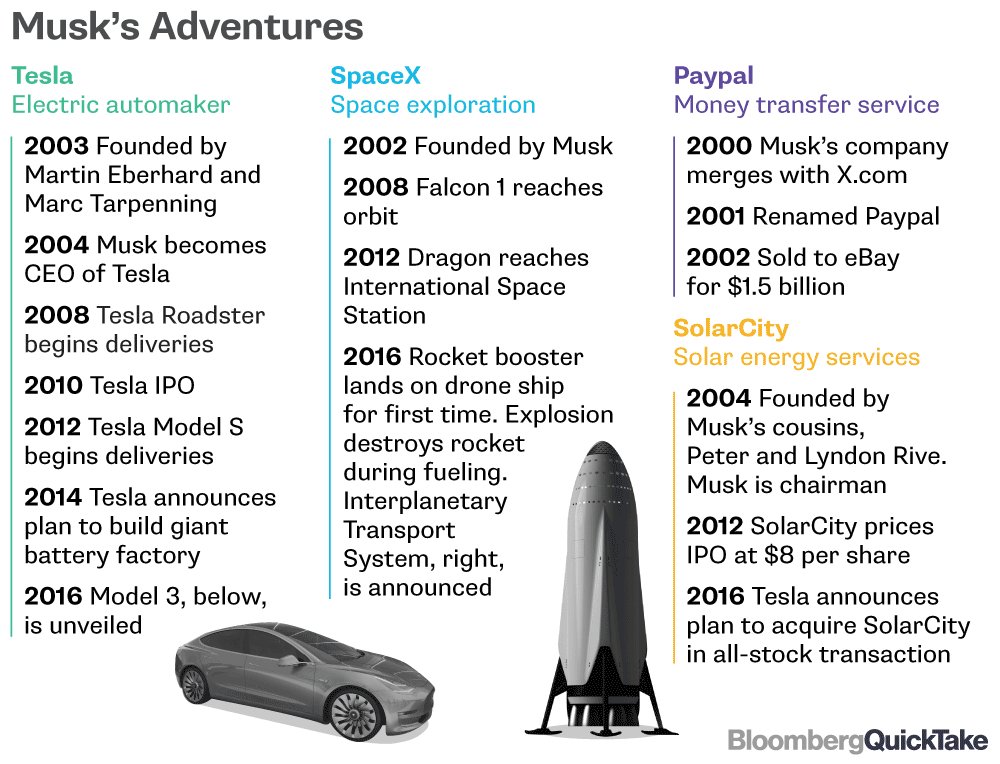 Musk’s Adventures
Tesla
Electric automaker
2003 Founded by
Martin Eberhard and
Marc Tarpenning
2004 Musk becomes
CEO of Tesla
2008 Tesla Roadster
begins deliveries
2010 Tesla IPO
2012 Tesla Model S
begins deliveries
2014 Tesla announces
plan to build giant
battery factory
2016 Model 3, below,
is unveiled
SpaceX
Space exploration
2002 Founded by Musk
2008 Falcon 1 reaches
orbit
2012 Dragon reaches
International Space
Station
2016 Rocket booster
lands on drone ship
for first time. Explosion
destroys rocket
during fueling.
Interplanetary
Transport
System, right,
is announced
Paypal
Money transfer service
2000 Musk’s company
merges with X.com
2001 Renamed Paypal
2002 Sold to eBay
for $1.5 billion
SolarCity
Solar energy services
2004 Founded by
Musk’s cousins,
Peter and Lyndon Rive.
Musk is chairman
2012 SolarCity prices
IPO at $8 per share
2016 Tesla announces
plan to acquire SolarCity
in all-stock transaction
BloombergQuickTake